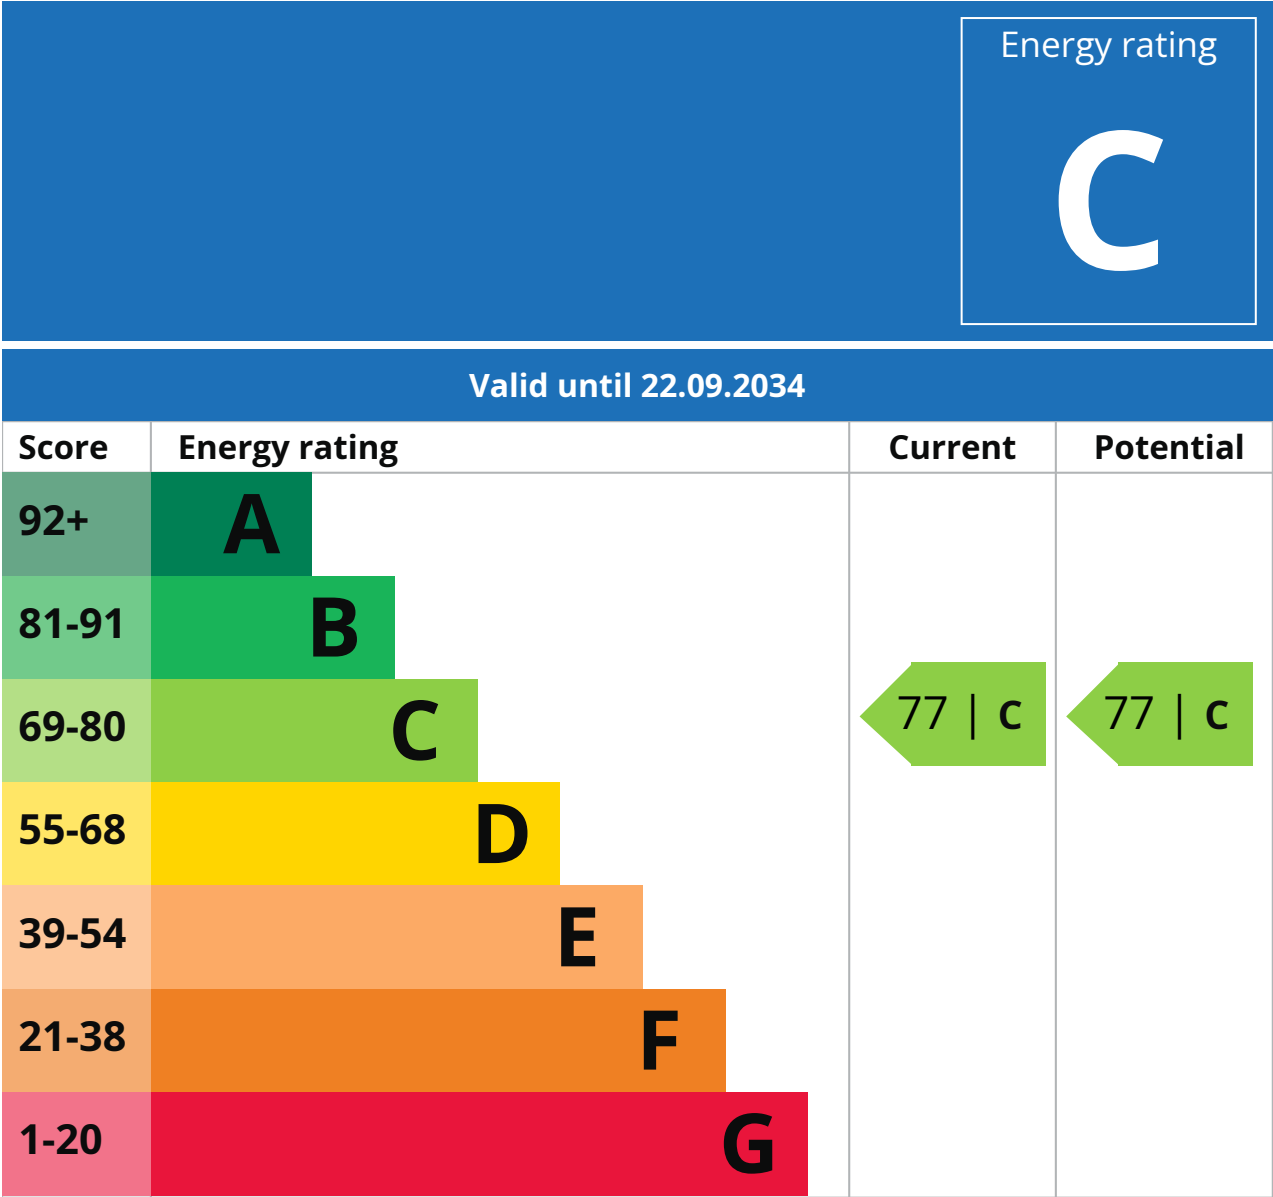 Energy rating
C
Valid until 22.09.2034
Score Energy rating Current Potential
92+ A
81-91 B
69-80 C 77 | C 77 | C
55-68 D
39-54 E
21-38 F
1-20 G